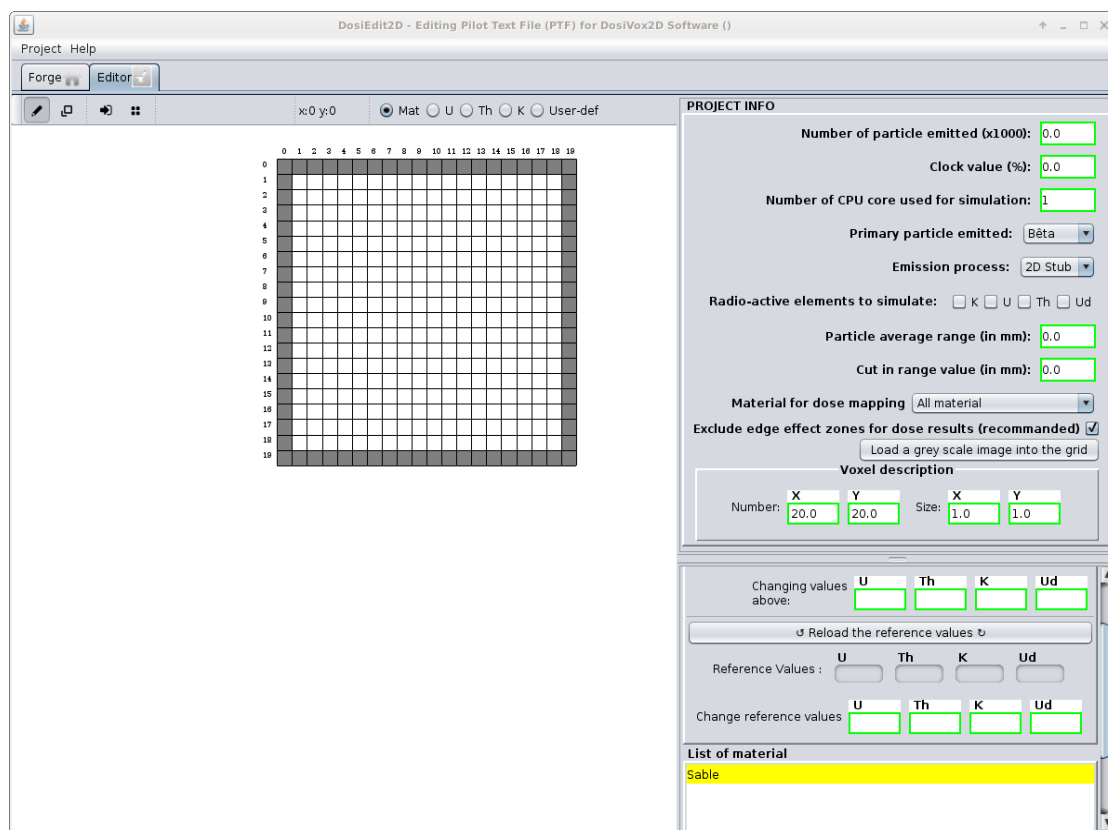 DosiEdit2D - Editing Pilot Text File (PTF) for DosiVox2D Software ()
Project Help
Forge Editor
x:0 y:0 Mat U Th K User-def
0 1 2 3 4 5 6 7 8 9 10 11 12 13 14 15 16 17 18 19
0
1
2
3
4
5
6
7
8
9
10
11
12
13
14
15
16
17
18
19
PROJECT INFO
Number of particle emitted (x1000): 0.0
Clock value (%): 0.0
Number of CPU core used for simulation: 1
Primary particle emitted: Bêta
Emission process: 2D Stub
Radio-active elements to simulate: K U Th Ud
Particle average range (in mm): 0.0
Cut in range value (in mm): 0.0
Material for dose mapping All material
Exclude edge effect zones for dose results (recommanded)
Load a grey scale image into the grid
Voxel description
X Y X Y
Number: 20.0 20.0 Size: 1.0 1.0
U Th K Ud
Changing values
above:
↺ Reload the reference values ↻
U Th K Ud
Reference Values :
U Th K Ud
Change reference values
List of material
Sable